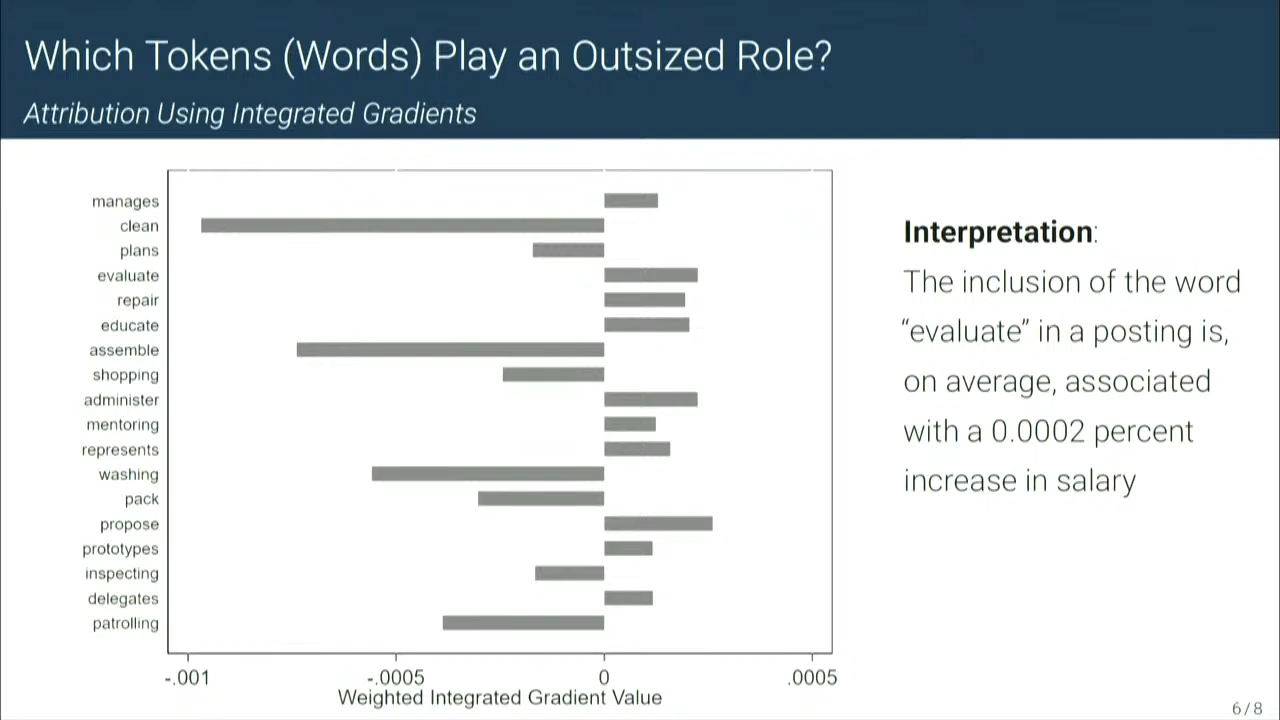 Which Tokens (Words) Play an Outsized Role?
Attribution Using Integrated Gradients
manages
clean
plans
evaluate
repair
educate
assemble
shopping
administer
mentoring
represents
washing
pack
propose
prototypes
inspecting
delegates
patrolling
-.001 -.0005 0 .0005
Weighted Integrated Gradient Value
Interpretation:
The inclusion of the word
“evaluate” in a posting is,
on average, associated
with a 0.0002 percent
increase in salary
6/8